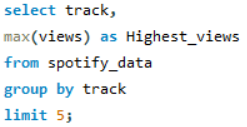 select track,
max(views) as Highest_views
from spotify_data
group by track
limit 5;